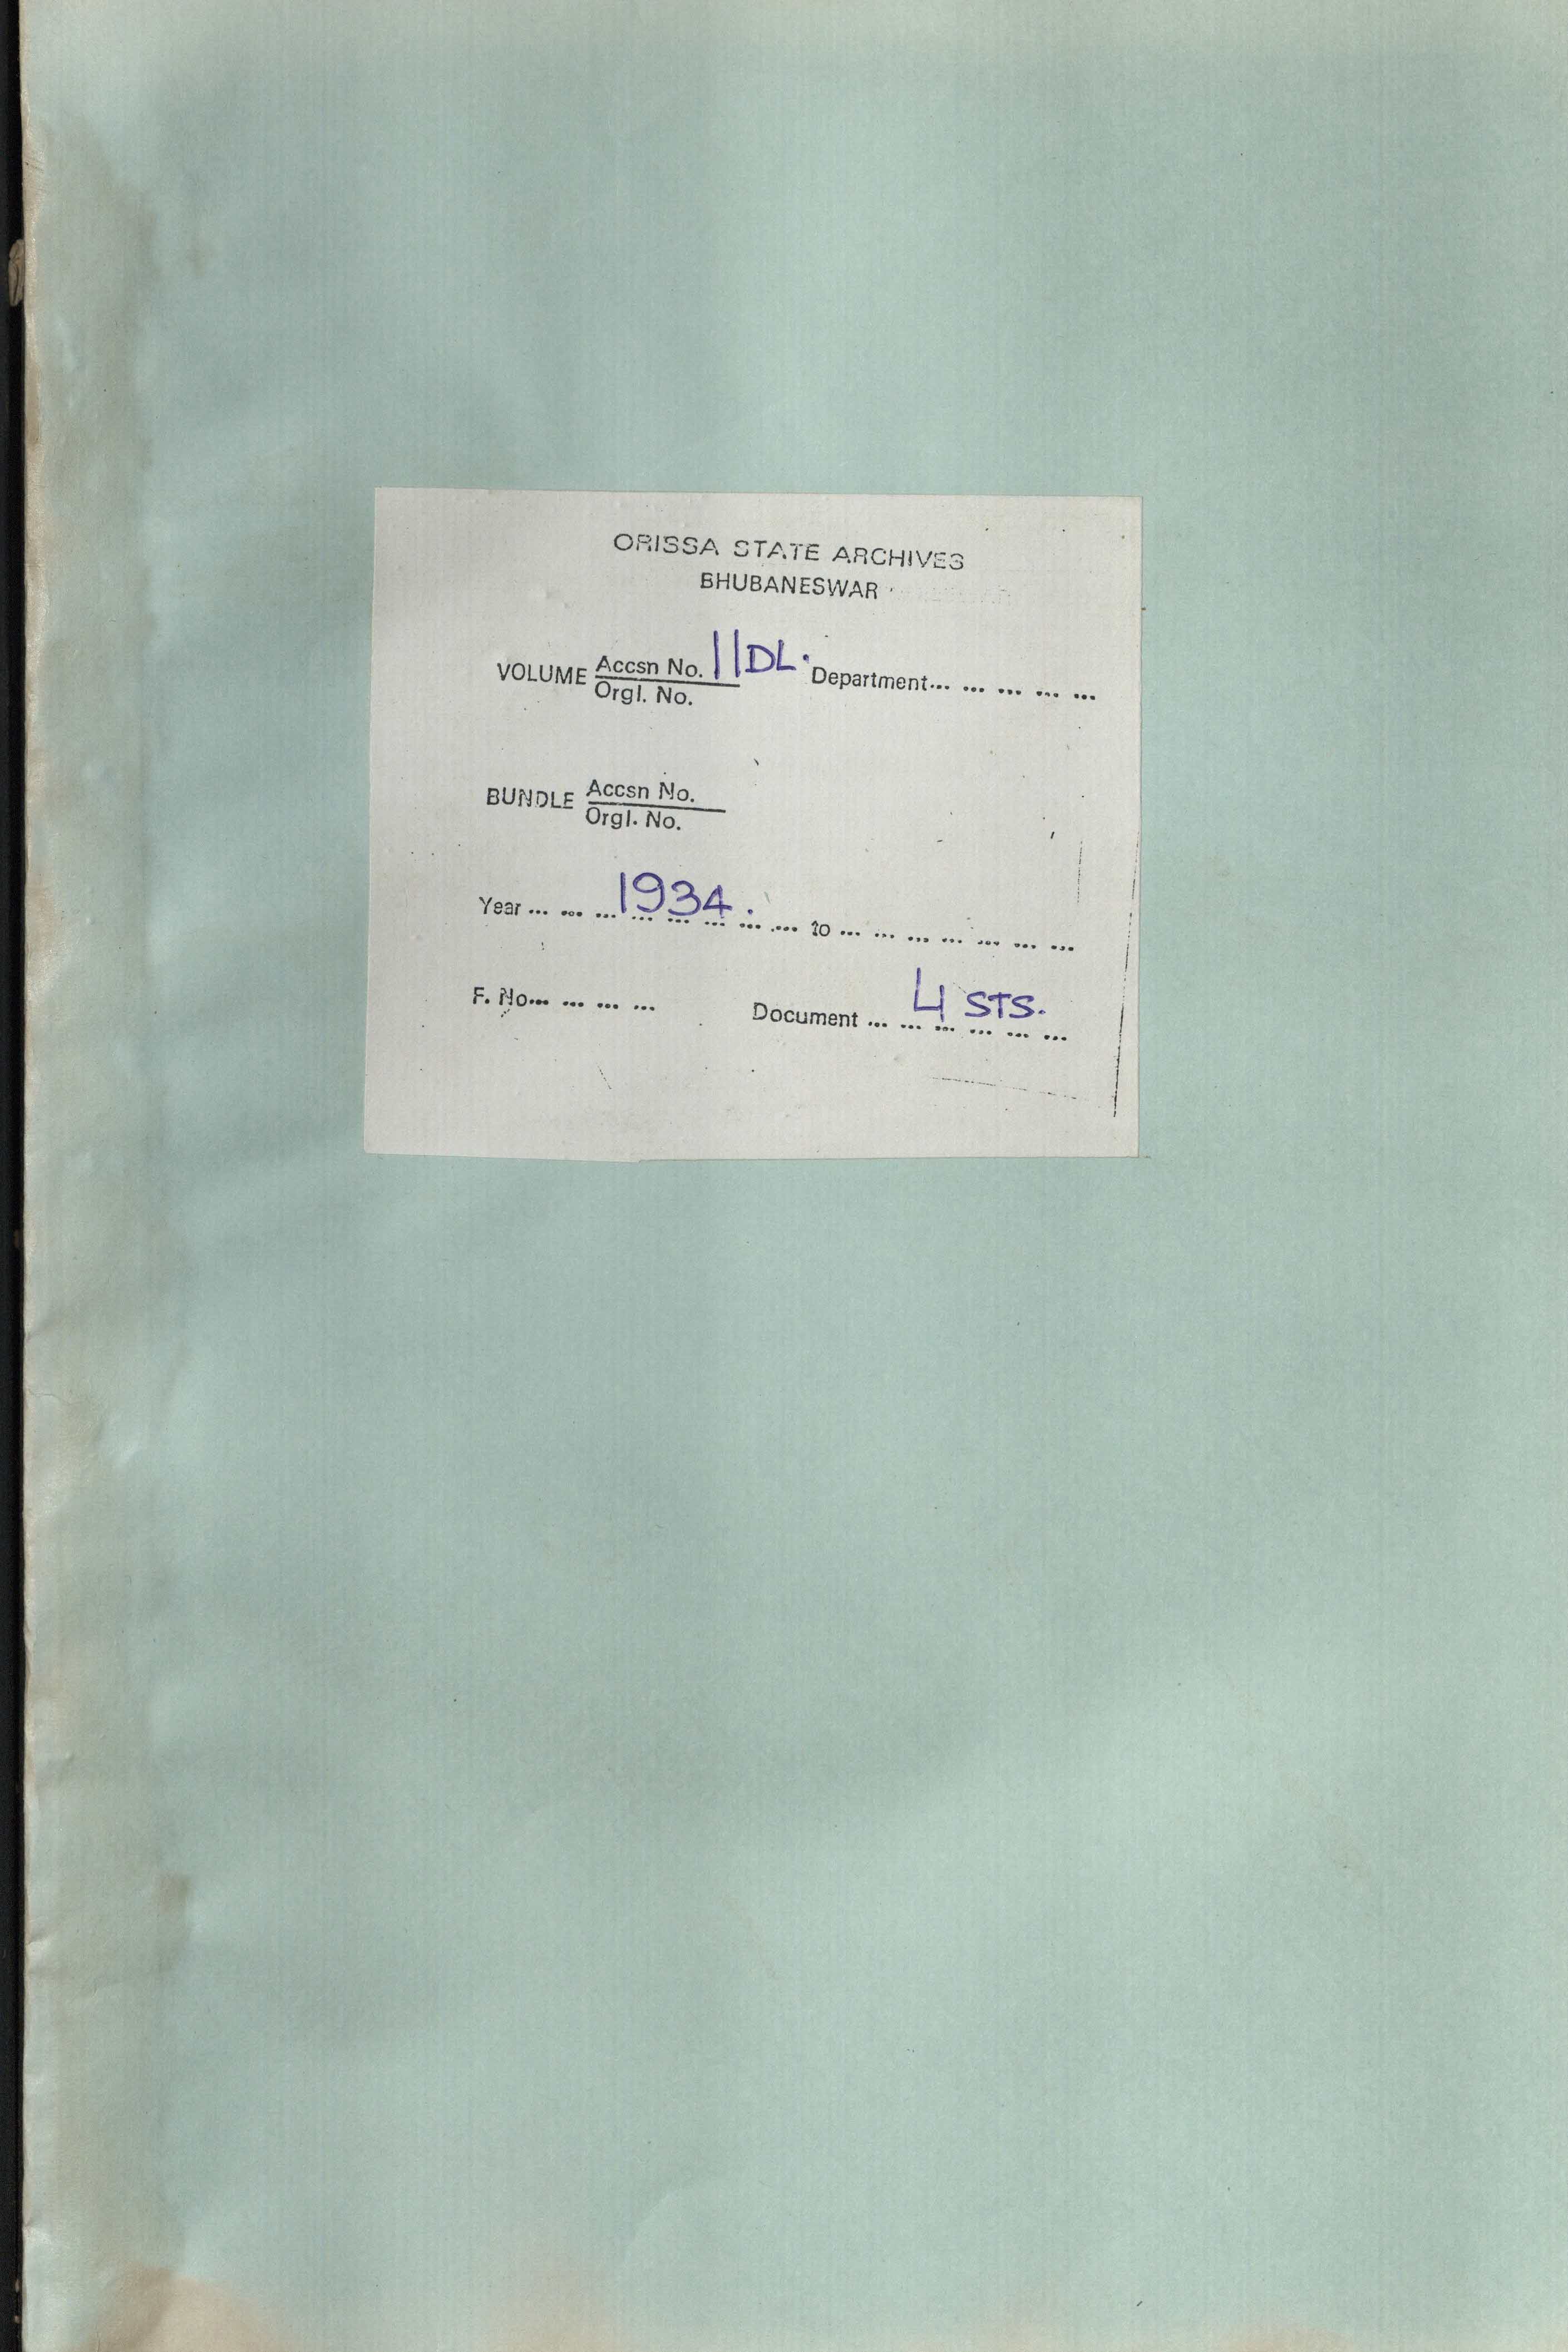 ORISSA STATE ARCHIVES
BHUBANESWAR
VOLUME Accsn No. 11DL. Department... ... ... ... ...
Orgl. No.
BUNDLE Accsn No.
Orgl. No.
Year ... ... ... 1934. ... ... ... ... ... ... to ... ... ... ... ... ... ...
F. No... ... ... ... Document ... ... ... 4 STS. ... ... ...